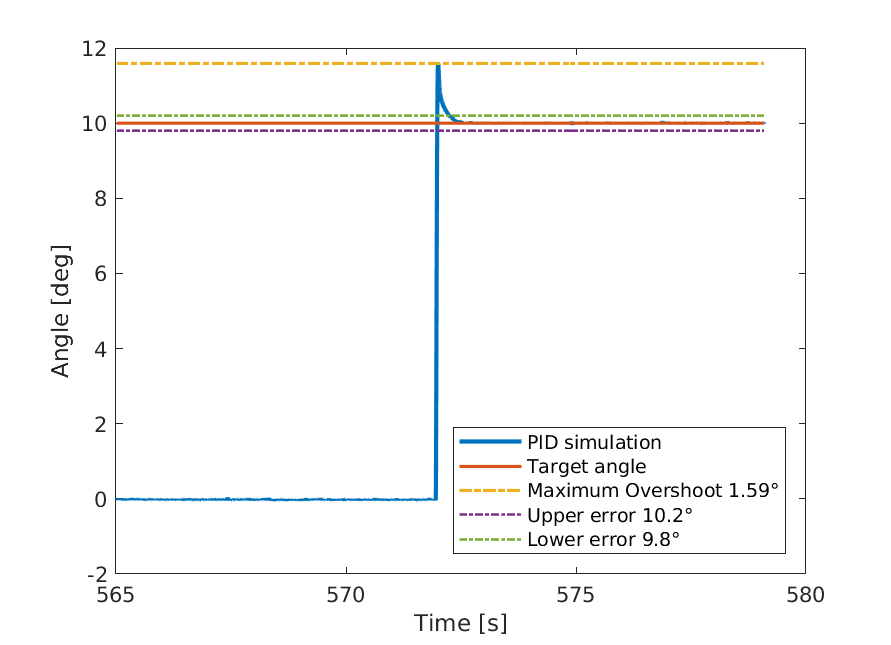 12
10
8
6
4
2
0
-2
Angle [deg]
565
570
575
580
Time [s]
PID simulation
Target angle
Maximum Overshoot 1.59°
Upper error 10.2°
Lower error 9.8°